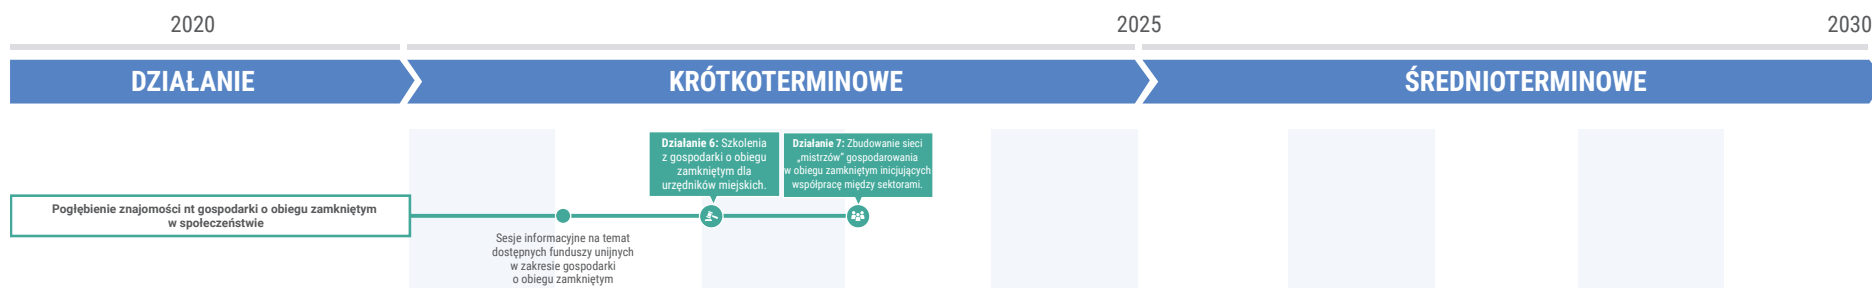 2020
2025
2030
DZIAŁANIE
KRÓTKOTERMINOWE
ŚREDNIOTERMINOWE
Działanie 6: Szkolenia
z gospodarki o obiegu
zamkniętym dla
urzędników miejskich.
Działanie 7: Zbudowanie sieci
„mistrzów” gospodarowania
w obiegu zamkniętym inicjujących
współpracę między sektorami.
Pogłębienie znajomości nt gospodarki o obiegu zamkniętym
w społeczeństwie
Sesje informacyjne na temat
dostępnych funduszy unijnych
w zakresie gospodarki
o obiegu zamkniętym